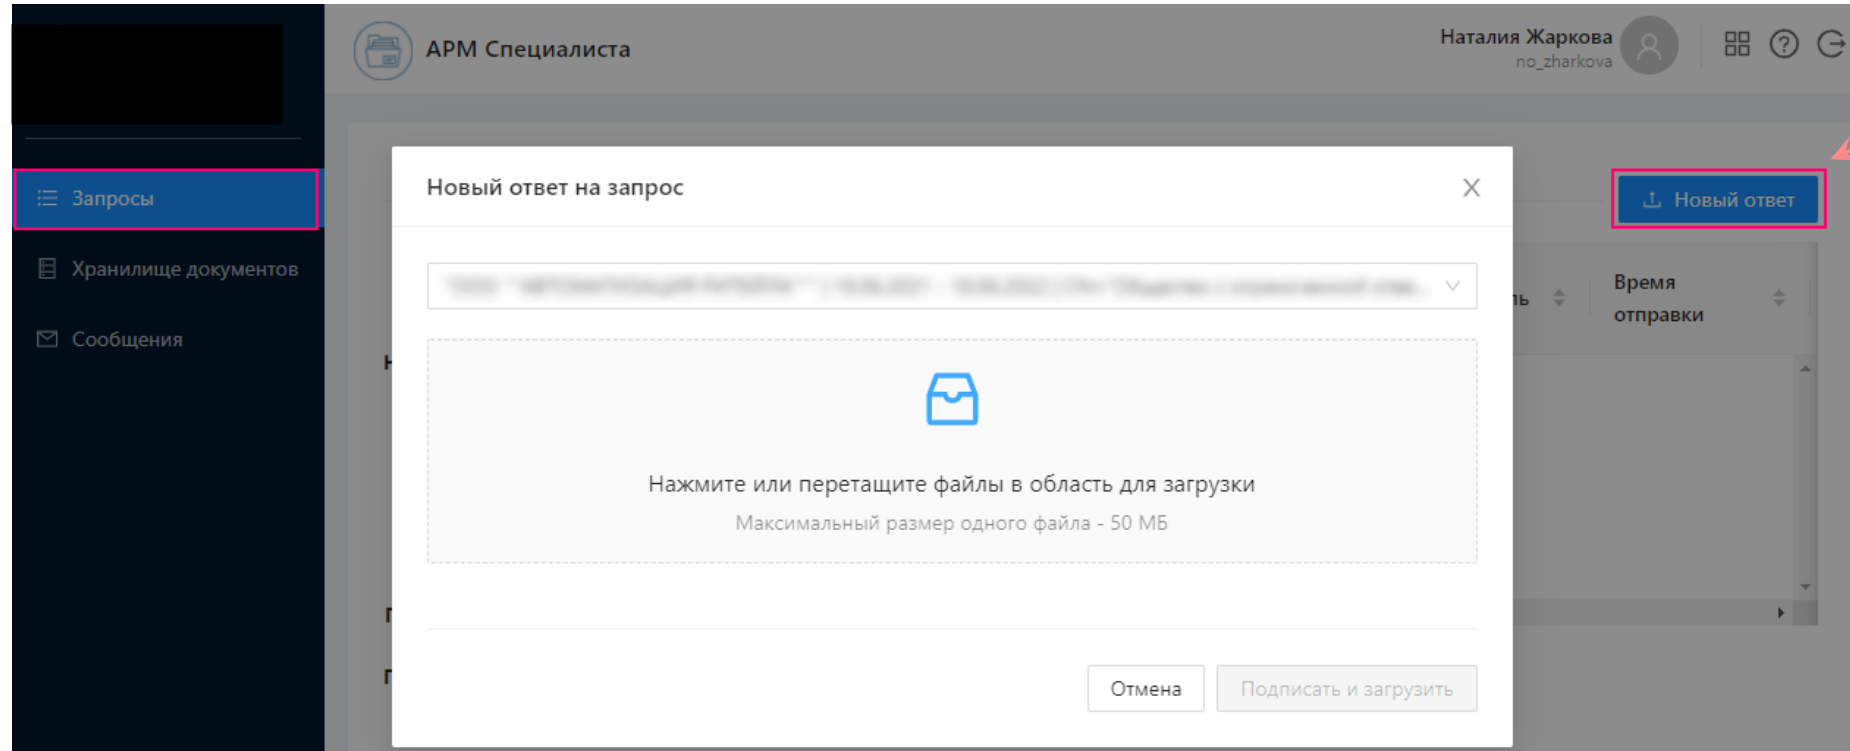 АРМ Специалиста
Наталия Жаркова
no_zharkova
Запросы
Хранилище документов
Сообщения
Новый ответ на запрос
X
Новый ответ
Время
отправки
Нажмите или перетащите файлы в область для загрузки
Максимальный размер одного файла - 50 МБ
Отмена
Подписать и загрузить